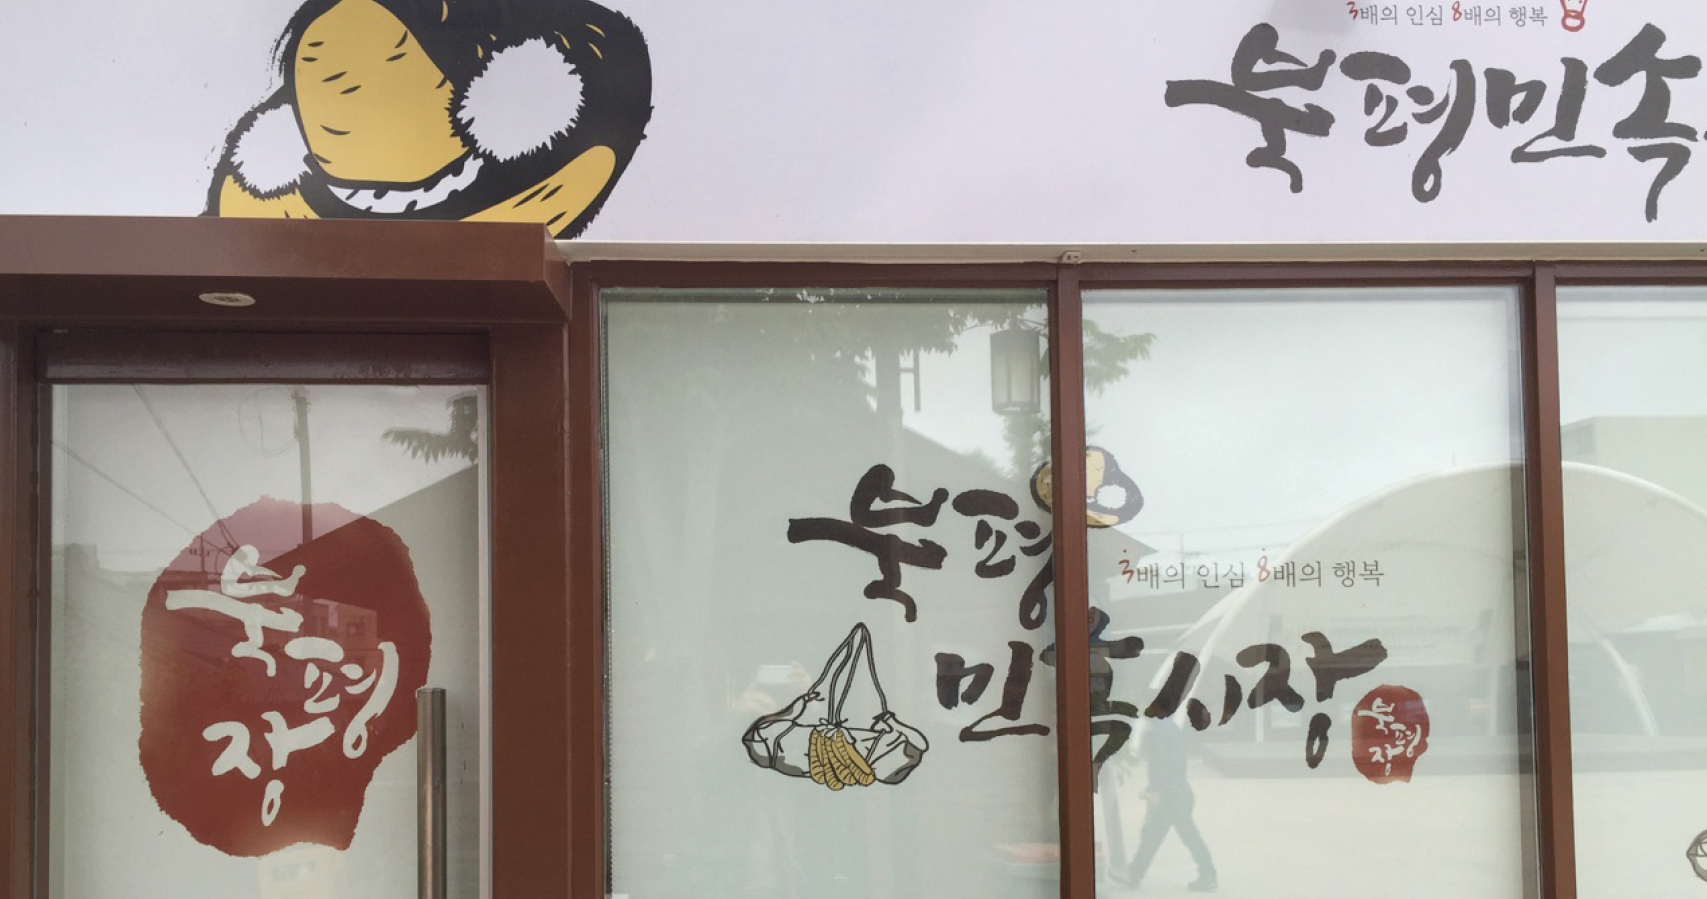 3배의 인심 8배의 행복
북평민속
북평
장
북평
3배의 인심 8배의 행복
민속시장
북평
장